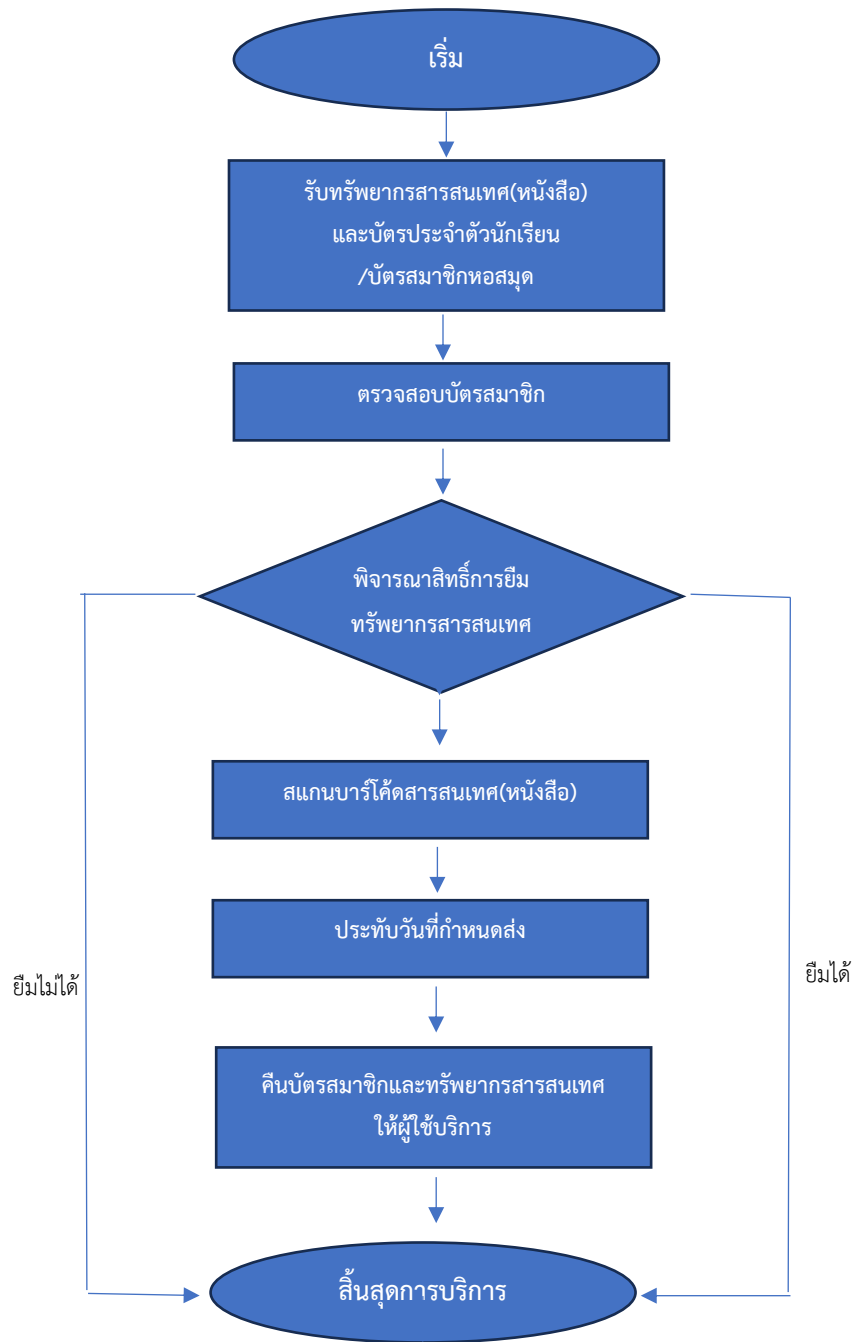 เริ่ม
รับทรัพยากรสารสนเทศ(หนังสือ)
และบัตรประจำตัวนักเรียน
/บัตรสมาชิกหอสมุด
ตรวจสอบบัตรสมาชิก
พิจารณาสิทธิ์การยืม
ทรัพยากรสารสนเทศ
สแกนบาร์โค้ดสารสนเทศ(หนังสือ)
ประทับวันที่กำหนดส่ง
ยืมไม่ได้
ยืมได้
คืนบัตรสมาชิกและทรัพยากรสารสนเทศ
ให้ผู้ใช้บริการ
สิ้นสุดการบริการ